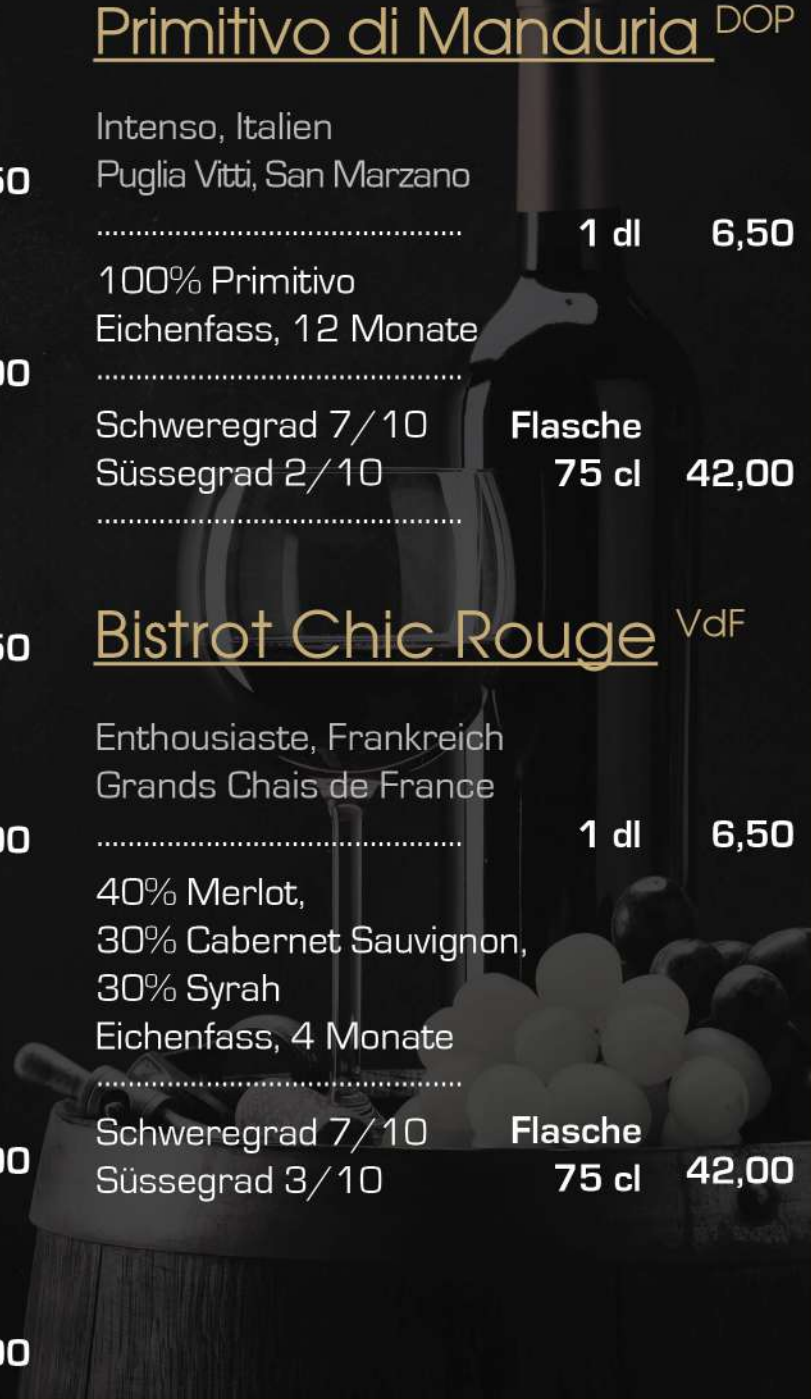 Primitivo di Manduria DOP
Intenso, Italien
Puglia Vitti, San Marzano
1 dl 6,50
100% Primitivo
Eichenfass, 12 Monate
Schweregrad 7/10 Flasche
Süssegrad 2/10 75 cl 42,00
Bistrot Chic Rouge VdF
Enthousiaste, Frankreich
Grands Chais de France
1 dl 6,50
40% Merlot,
30% Cabernet Sauvignon,
30% Syrah
Eichenfass, 4 Monate
Schweregrad 7/10 Flasche
Süssegrad 3/10 75 cl 42,00